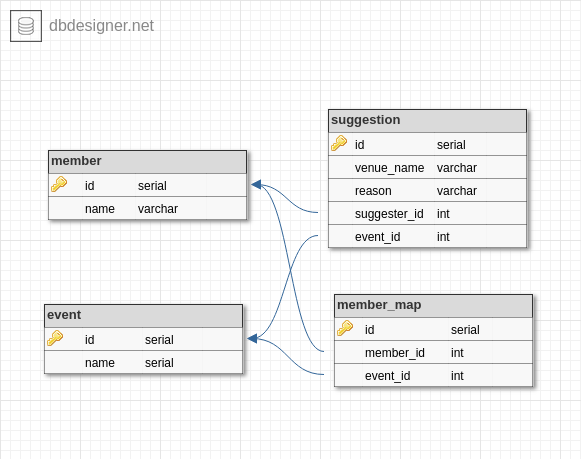 dbdesigner.net
member
id serial
name varchar
suggestion
id serial
venue_name varchar
reason varchar
suggester_id int
event_id int
event
id serial
name serial
member_map
id serial
member_id int
event_id int